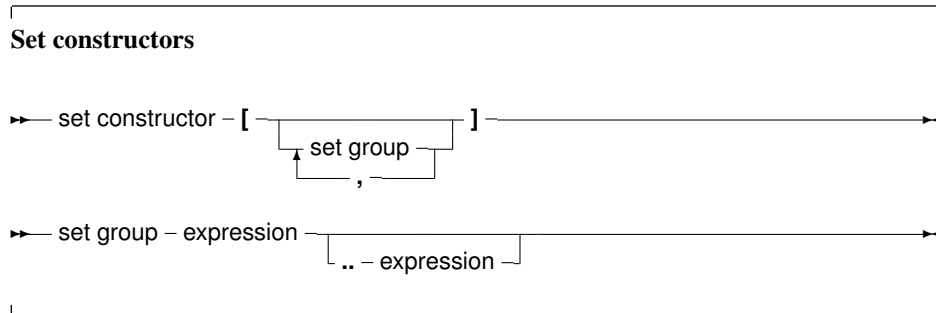 Set constructors
set constructor [ ]
set group
,
set group expression
.. expression